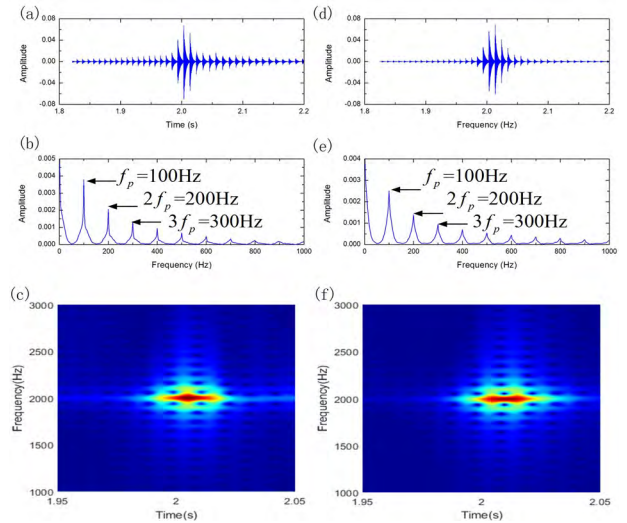 (a)
0.08
0.04
0.00
-0.04
-0.08
Amplitude
1.8 1.9 2.0 2.1 2.2
Time (s)
(d)
0.08
0.04
0.00
-0.04
-0.08
Amplitude
1.8 1.9 2.0 2.1 2.2
Frequency (Hz)
(b)
0.005
0.004
0.003
0.002
0.001
0.000
Amplitude
f_p=100Hz
2f_p=200Hz
3f_p=300Hz
0 100 200 300 400 500 600 700 800 900 1000
Frequency (Hz)
(e)
0.004
0.003
0.002
0.001
0.000
Amplitude
f_p=100Hz
2f_p=200Hz
3f_p=300Hz
0 100 200 300 400 500 600 700 800 900 1000
Frequency (Hz)
(c)
3000
2500
2000
1500
1000
Frequency(Hz)
1.95 2 2.05
Time(s)
(f)
3000
2500
2000
1500
1000
Frequency(Hz)
1.95 2 2.05
Time(s)